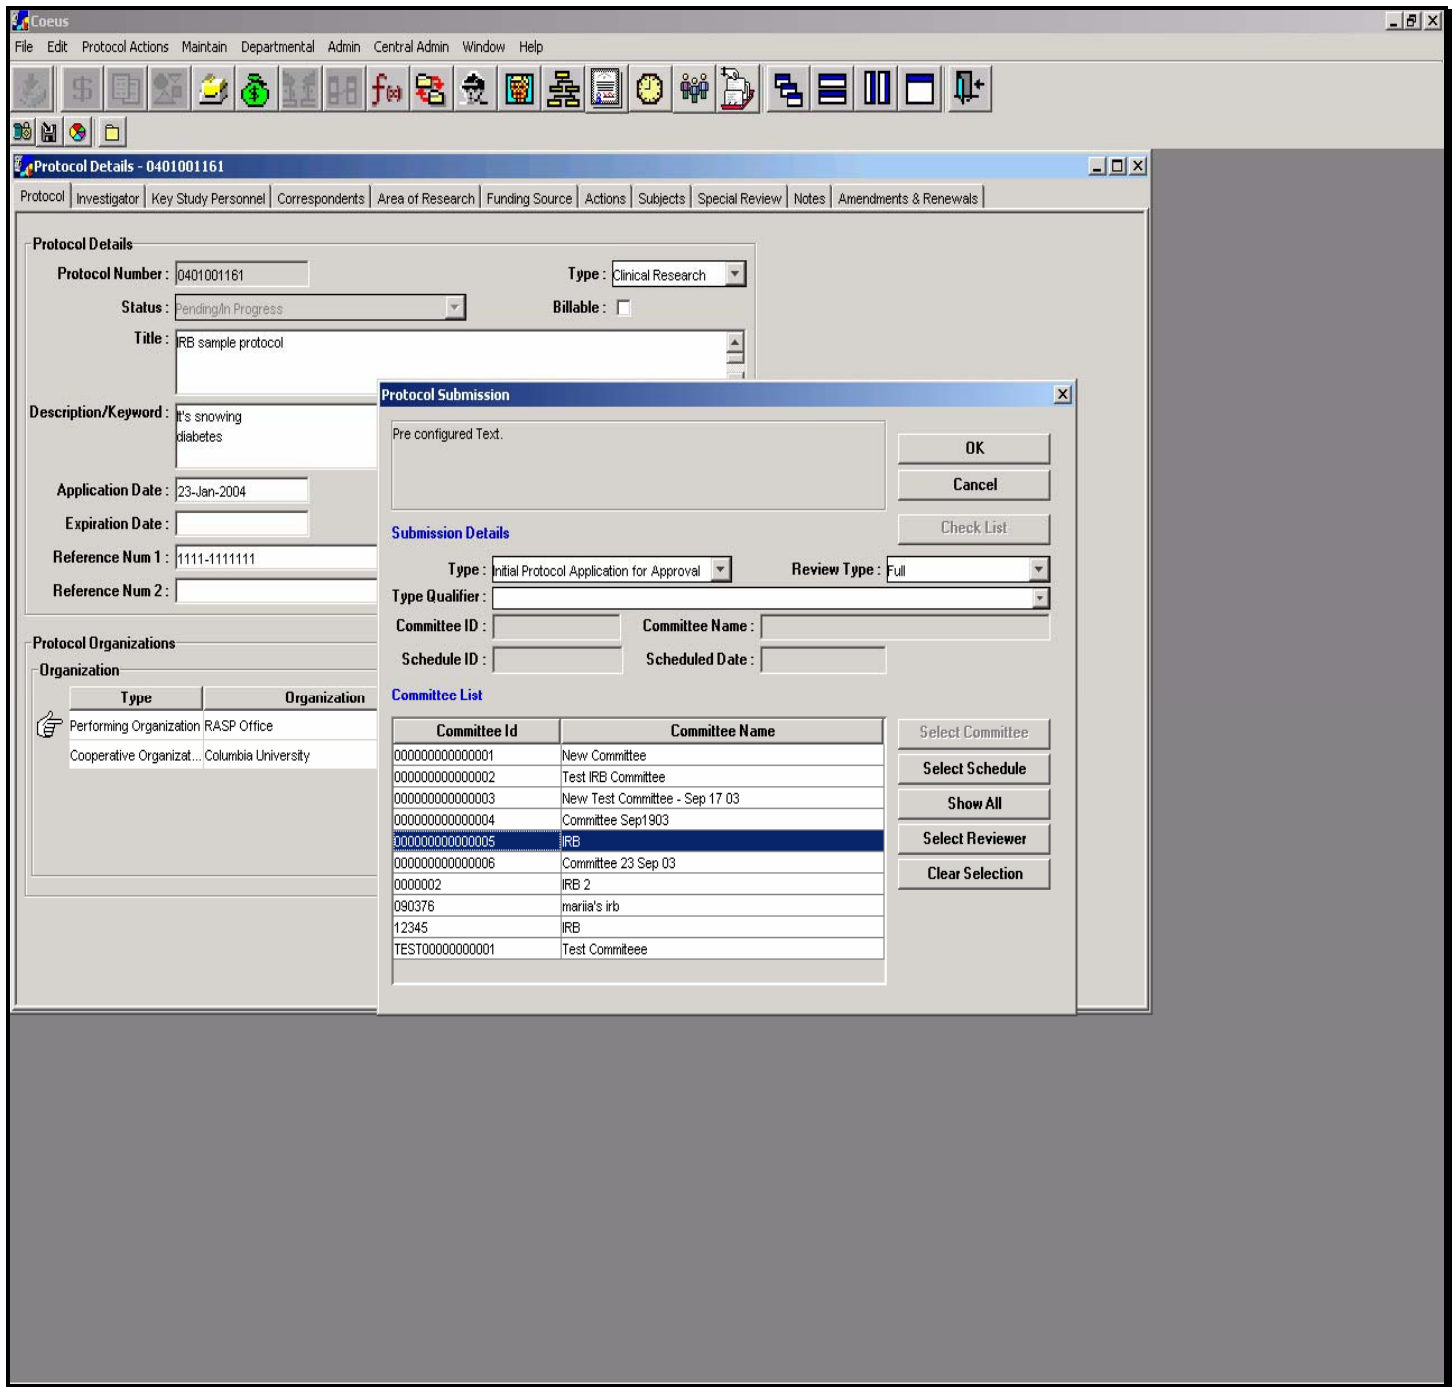 Coeus
File Edit Protocol Actions Maintain Departmental Admin Central Admin Window Help
Protocol Details - 0401001161
Protocol Investigator Key Study Personnel Correspondents Area of Research Funding Source Actions Subjects Special Review Notes Amendments & Renewals
Protocol Details
Protocol Number : 0401001161 Type : Clinical Research
Status : Pending/In Progress Billable :
Title : IRB sample protocol
Description/Keyword : It's snowing
diabetes
Application Date : 23-Jan-2004
Expiration Date :
Reference Num 1 : 1111-1111111
Reference Num 2 :
Protocol Organizations
Organization
Type Organization
Performing Organization RASP Office
Cooperative Organizat... Columbia University
Protocol Submission
Pre configured Text.
OK
Cancel
Check List
Submission Details
Type : Initial Protocol Application for Approval Review Type : Full
Type Qualifier :
Committee ID : Committee Name :
Schedule ID : Scheduled Date :
Committee List
Committee Id Committee Name
000000000000001 New Committee
000000000000002 Test IRB Committee
000000000000003 New Test Committee - Sep 17 03
000000000000004 Committee Sep1903
000000000000005 IRB
000000000000006 Committee 23 Sep 03
0000002 IRB 2
090376 mariia's irb
12345 IRB
TEST00000000001 Test Commiteee
Select Committee
Select Schedule
Show All
Select Reviewer
Clear Selection